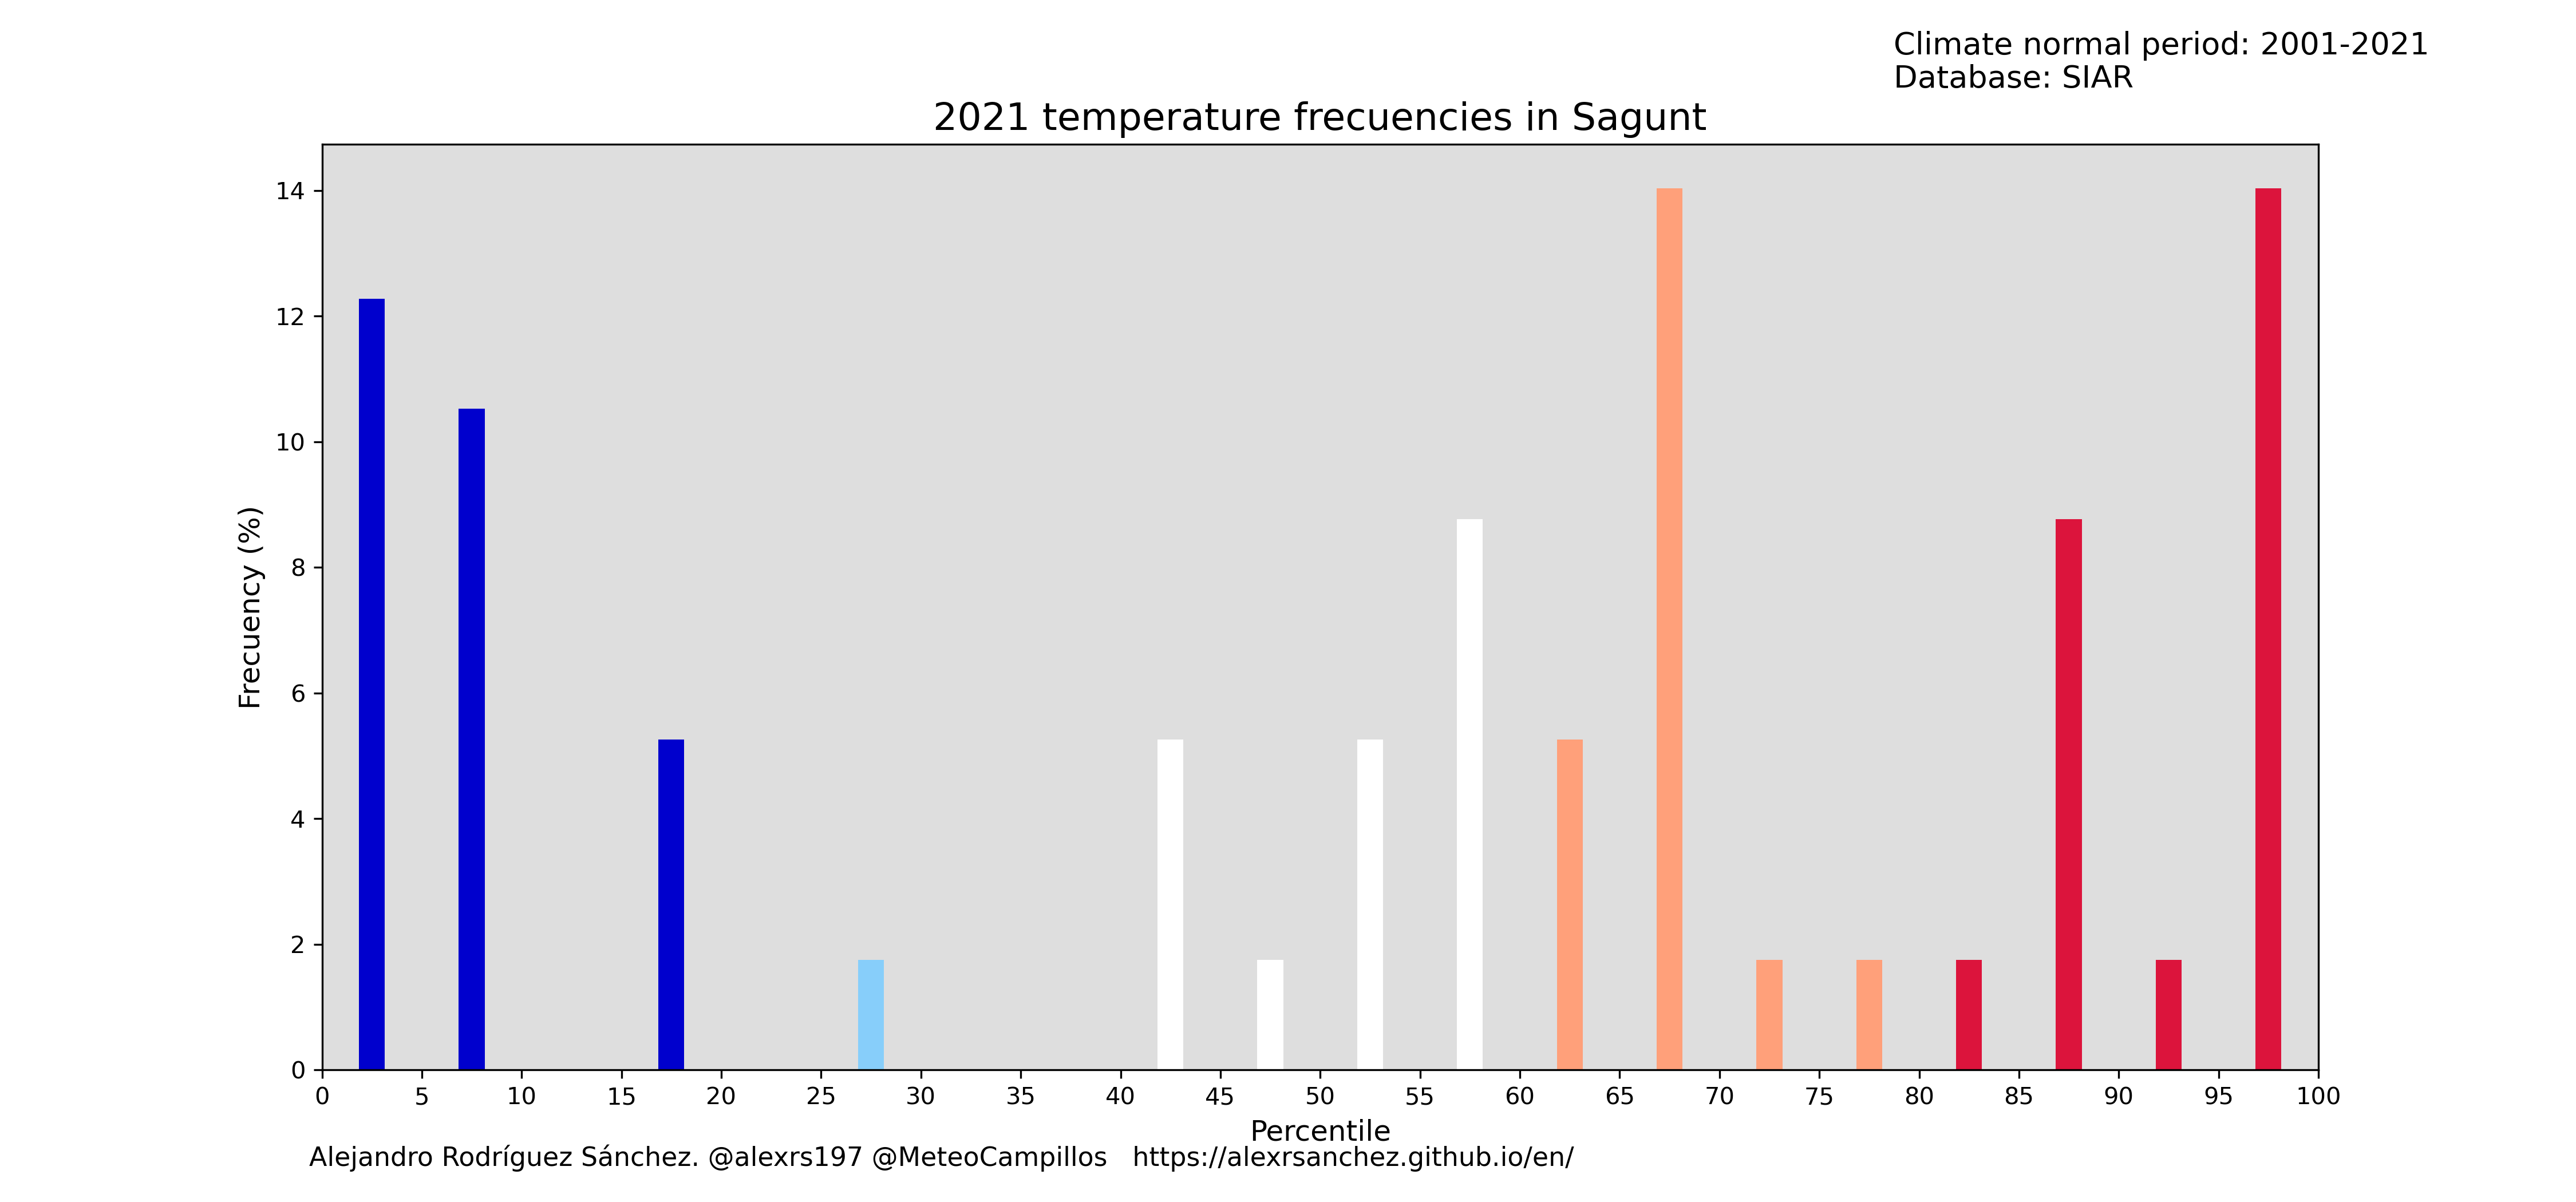 Climate normal period: 2001-2021
Database: SIAR
2021 temperature frecuencies in Sagunt
Frecuency (%)
14
12
10
8
6
4
2
0
0 5 10 15 20 25 30 35 40 45 50 55 60 65 70 75 80 85 90 95 100
Percentile
Alejandro Rodríguez Sánchez. @alexrs197 @MeteoCampillos https://alexrsanchez.github.io/en/